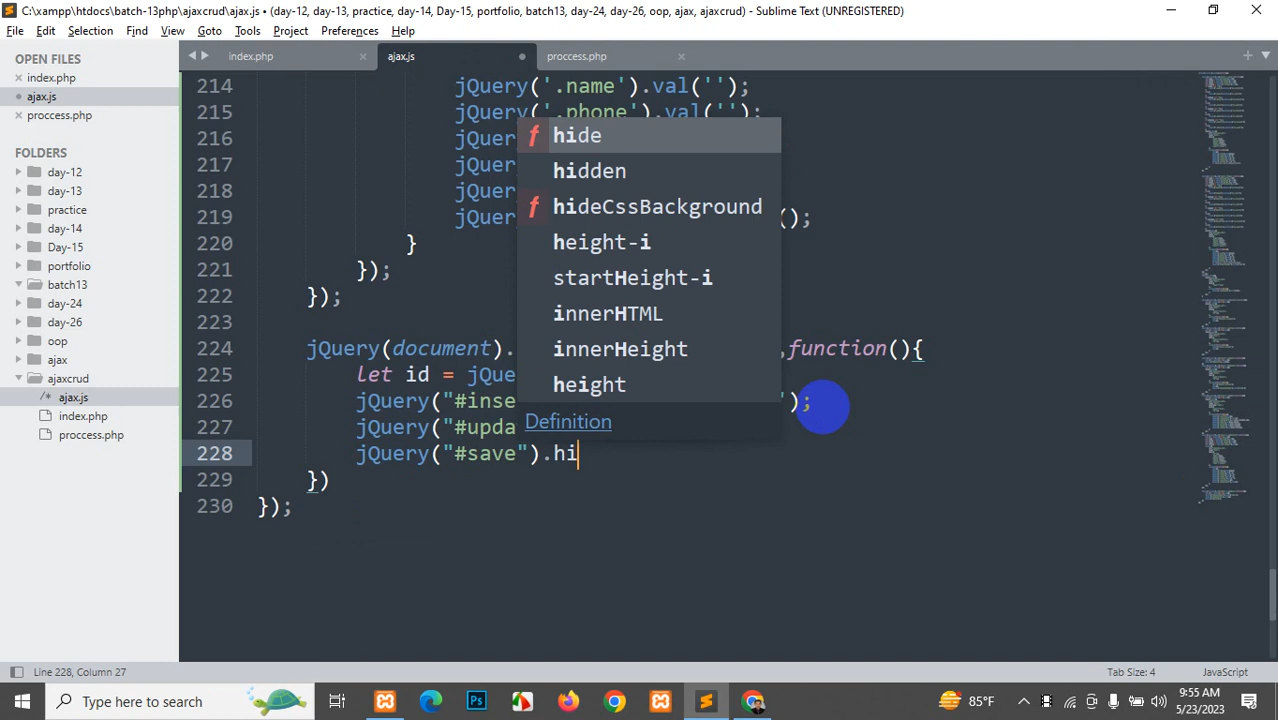 C:\xampp\htdocs\batch-13php\ajaxcrud\ajax.js • (day-12, practice, day-14, Day-15, portfolio, batch13, day-24, day-26, oop, ajax, ajaxcrud) - Sublime Text (UNREGISTERED)
File Edit Selection Find View Goto Tools Project Preferences Help
OPEN FILES
index.php
ajax.js
proccess.php
FOLDERS
day-12
day-13
practice
day-14
Day-15
portfolio
batch13
day-24
day-26
oop
ajax
ajaxcrud
/* ajax.js
index.php
proccess.php
index.php ajax.js proccess.php
214 jQuery('.name').val('');
215 jQuery('.phone').val('');
216 jQuer
217 jQuer
218 jQuer
219 jQuer ();
220 }
221 });
222 });
223
224 jQuery(document). ,function(){
225 let id = jQue
226 jQuery("#inse ');
227 jQuery("#upda
228 jQuery("#save").hi
229 })
230 });
f hide
hidden
f hideCssBackground
height-i
startHeight-i
innerHTML
innerHeight
height
Definition
Line 228, Column 27
Tab Size: 4 JavaScript
Type here to search
Ps
85°F
9:55 AM
5/23/2023